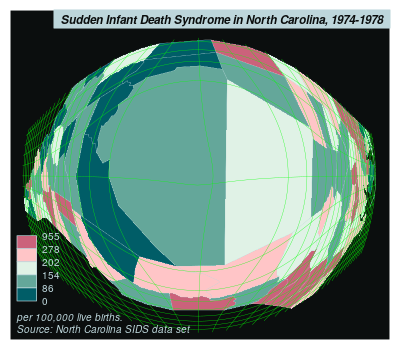 Sudden Infant Death Syndrome in North Carolina, 1974-1978
955
278
202
154
86
0
per 100,000 live births.
Source: North Carolina SIDS data set